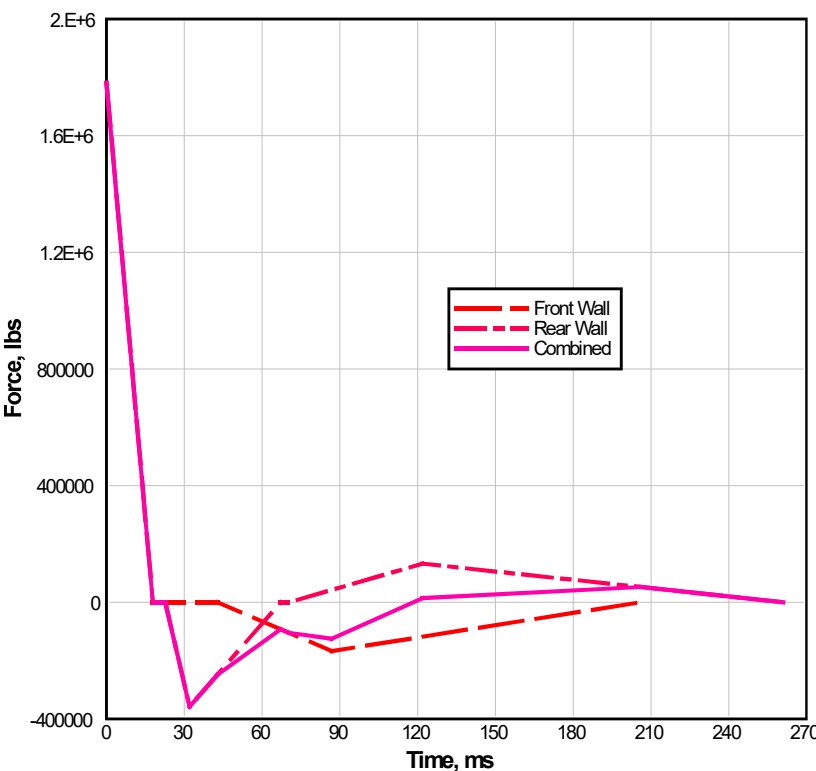 2.E+6
1.6E+6
1.2E+6
800000
400000
0
-400000
Force, lbs
Front Wall
Rear Wall
Combined
0 30 60 90 120 150 180 210 240 270
Time, ms